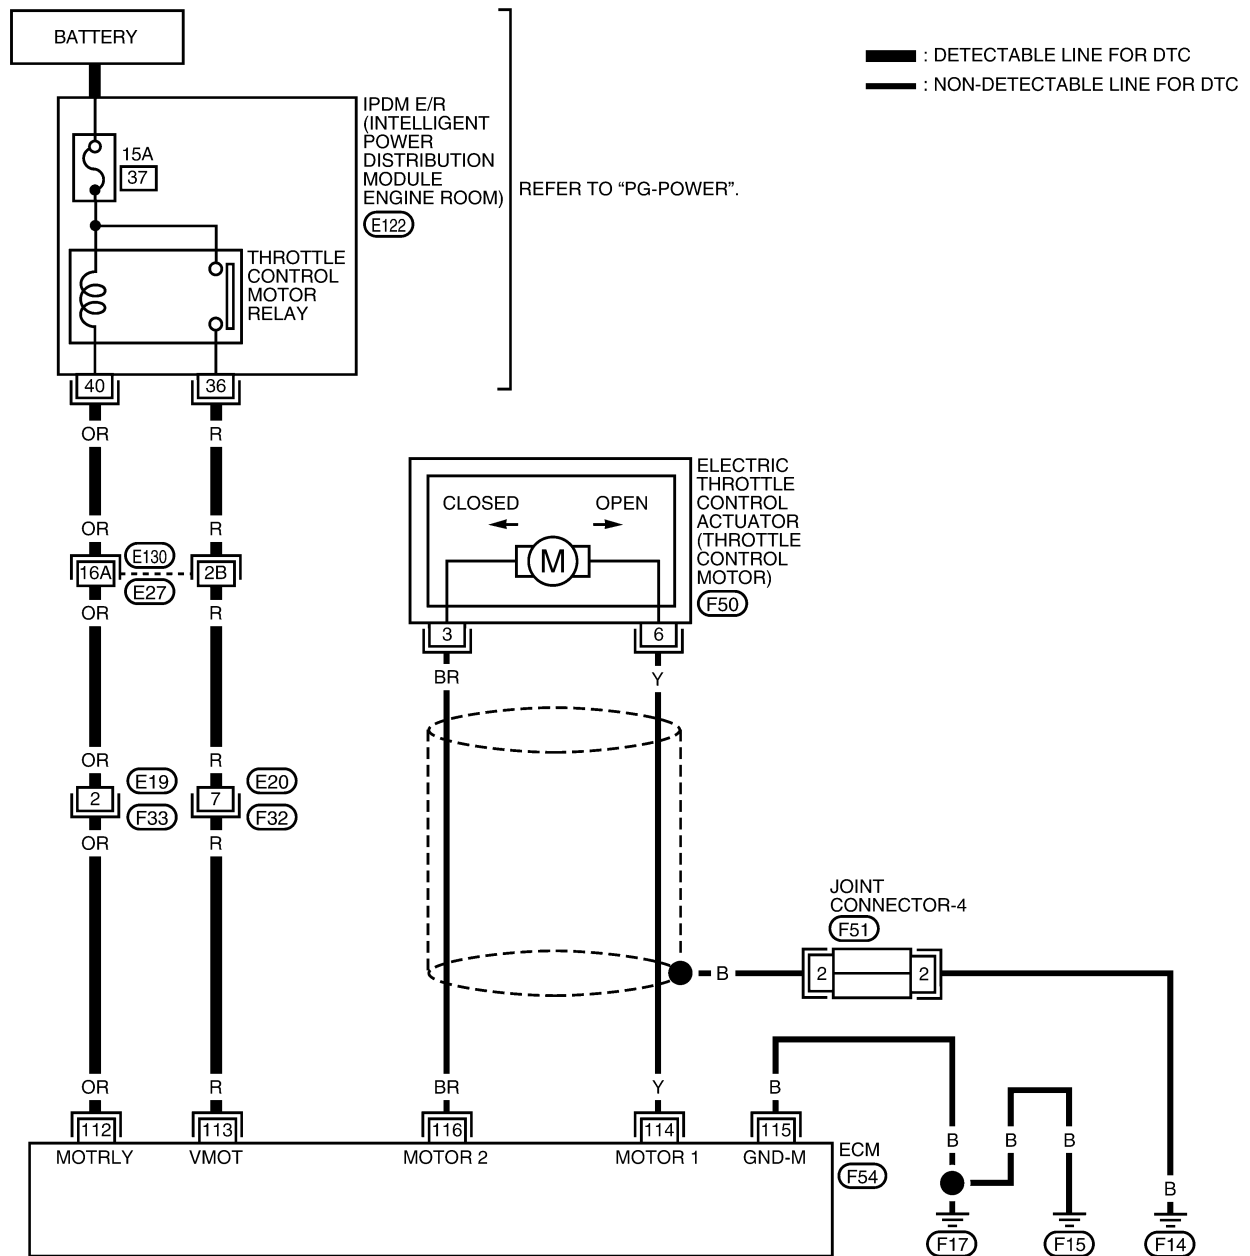 BATTERY
: DETECTABLE LINE FOR DTC
: NON-DETECTABLE LINE FOR DTC
IPDM E/R
(INTELLIGENT
POWER
DISTRIBUTION
MODULE
ENGINE ROOM)
E122
15A
37
REFER TO “PG-POWER”.
THROTTLE
CONTROL
MOTOR
RELAY
40
36
OR
R
OR
R
16A
E130
E27
2B
OR
R
ELECTRIC
THROTTLE
CONTROL
ACTUATOR
(THROTTLE
CONTROL
MOTOR)
F50
CLOSED
OPEN
M
3
6
BR
Y
OR
R
2
E19
F33
7
E20
F32
OR
R
JOINT
CONNECTOR-4
F51
B
2
2
OR
R
BR
Y
B
112
113
116
114
115
MOTRLY
VMOT
MOTOR 2
MOTOR 1
GND-M
ECM
F54
B
B
B
B
F17
F15
F14